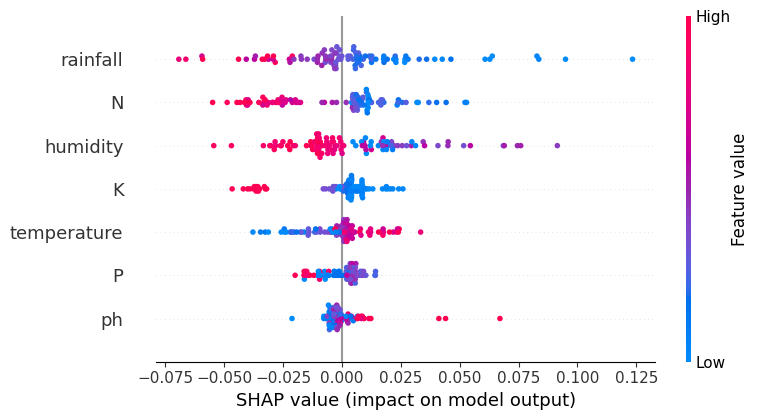 High
rainfall
N
humidity
K
temperature
P
ph
Feature value
Low
−0.075 −0.050 −0.025 0.000 0.025 0.050 0.075 0.100 0.125
SHAP value (impact on model output)